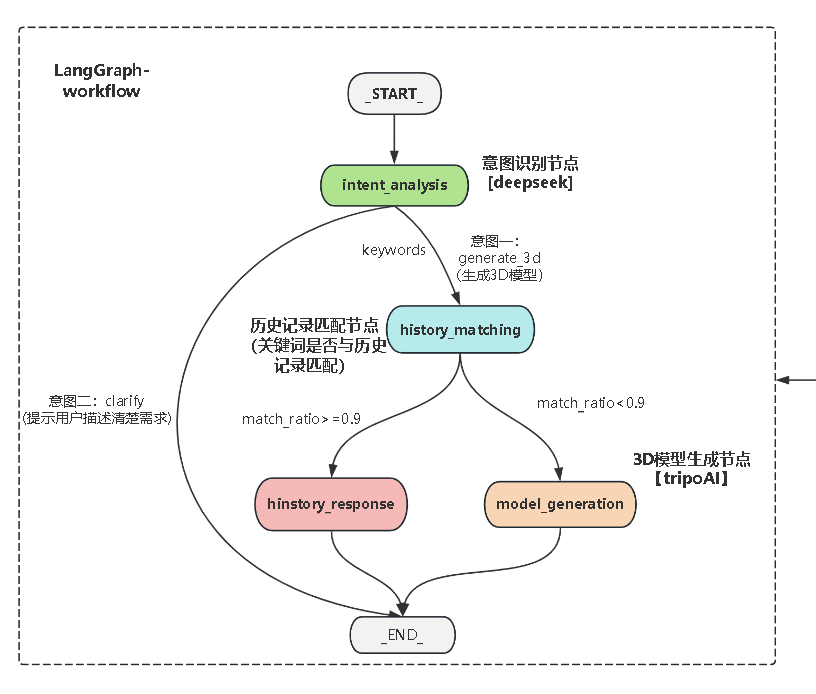 LangGraph-
workflow
_START_
意图识别节点
[deepseek]
intent_analysis
keywords
意图一：
generate_3d
（生成3D模型）
历史记录匹配节点
(关键词是否与历史
记录匹配)
history_matching
意图二：clarify
(提示用户描述清楚需求)
match_ratio>=0.9
match_ratio<0.9
3D模型生成节点
【tripoAI】
hinstory_response
model_generation
_END_